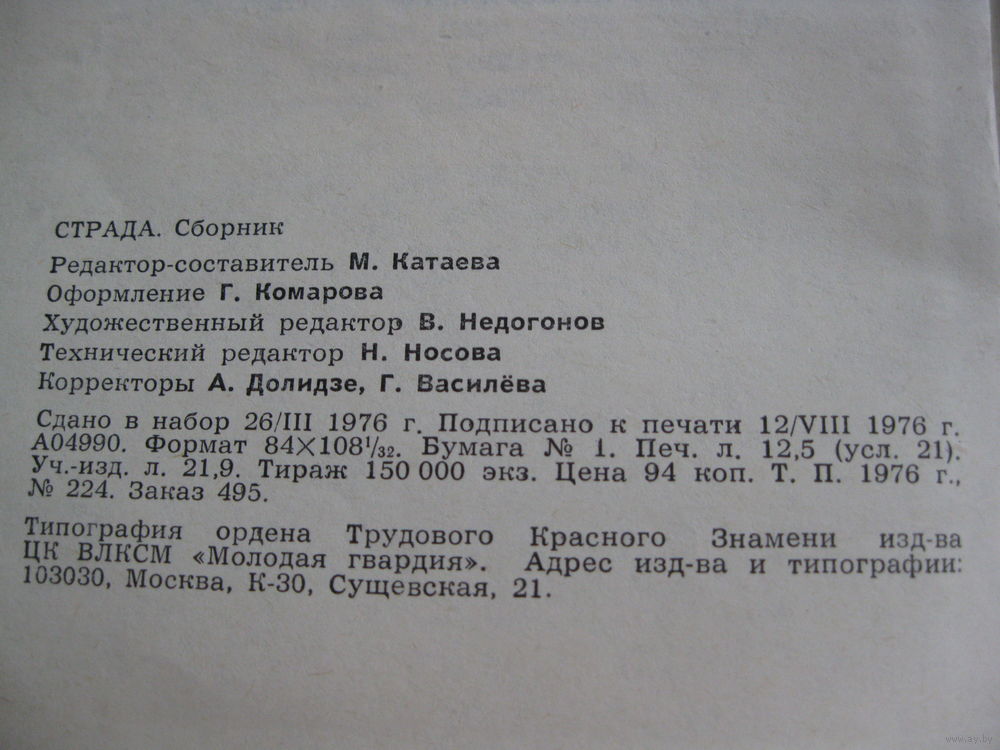 СТРАДА. Сборник
Редактор-составитель М. Катаева
Оформление Г. Комарова
Художественный редактор В. Недогонов
Технический редактор Н. Носова
Корректоры А. Долидзе, Г. Василёва
Сдано в набор 26/III 1976 г. Подписано к печати 12/VIII 1976 г.
А04990. Формат 84×108¹/₃₂. Бумага № 1. Печ. л. 12,5 (усл. 21).
Уч.-изд. л. 21,9. Тираж 150 000 экз. Цена 94 коп. Т. П. 1976 г.,
№ 224. Заказ 495.
Типография ордена Трудового Красного Знамени изд-ва
ЦК ВЛКСМ «Молодая гвардия». Адрес изд-ва и типографии:
103030, Москва, К-30, Сущевская, 21.
www.ay.by